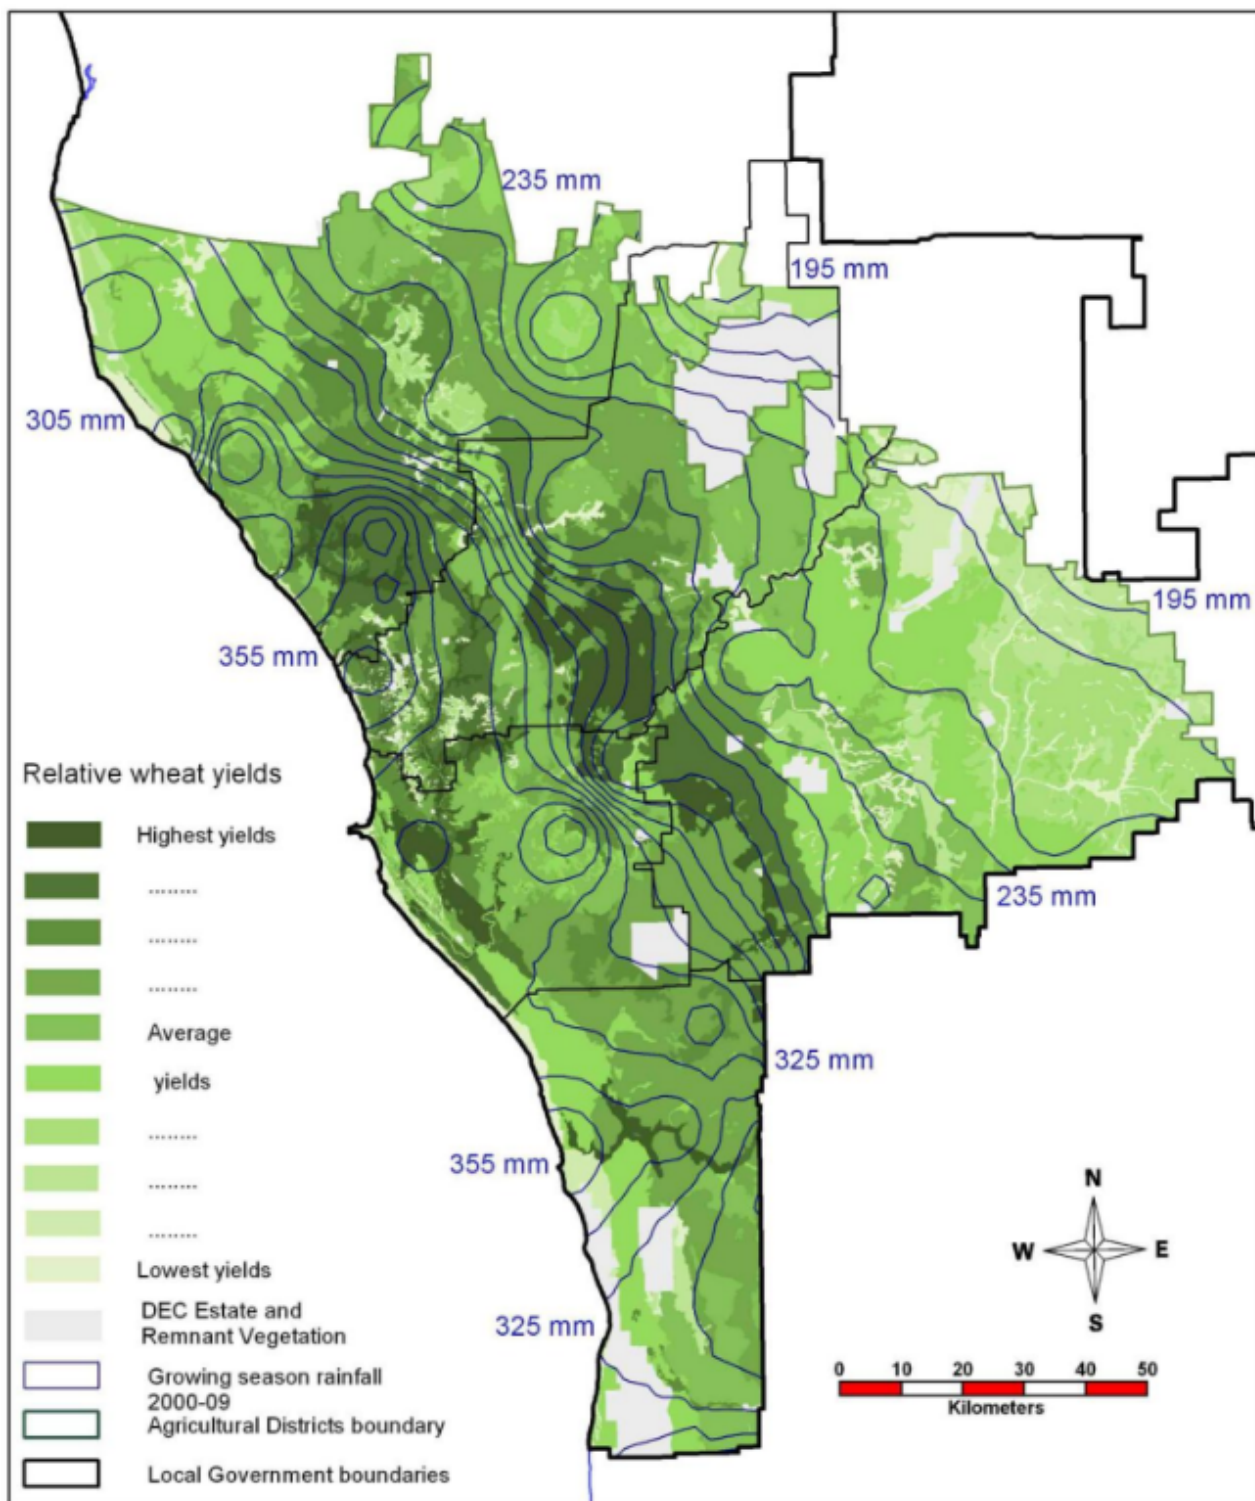 235 mm
195 mm
305 mm
195 mm
355 mm
Relative wheat yields
Highest yields
........
........
........
Average
yields
........
........
........
Lowest yields
DEC Estate and
Remnant Vegetation
Growing season rainfall
2000-09
Agricultural Districts boundary
Local Government boundaries
235 mm
325 mm
355 mm
325 mm
N
W E
S
0 10 20 30 40 50
Kilometers